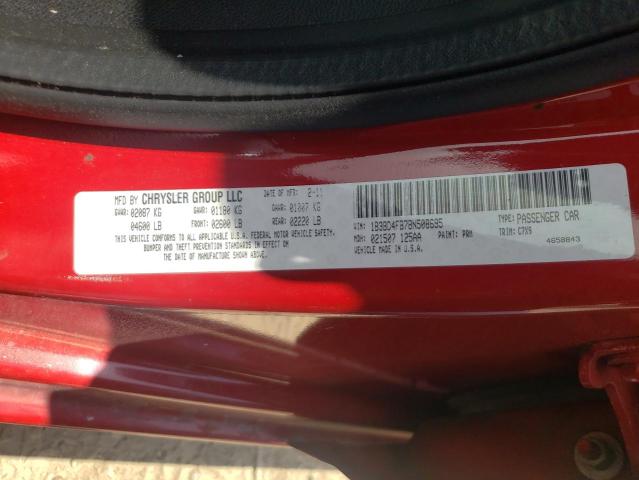 MFD BY CHRYSLER GROUP LLC DATE OF MFR: 2-11
GVWR: 02087 KG GAWR: 01180 KG GAWR: 01007 KG
04600 LB FRONT: 02600 LB REAR: 02220 LB
THIS VEHICLE CONFORMS TO ALL APPLICABLE U.S.A. FEDERAL MOTOR VEHICLE SAFETY,
BUMPER AND THEFT PREVENTION STANDARDS IN EFFECT ON
THE DATE OF MANUFACTURE SHOWN ABOVE.
VIN: 1B3BD4FB7BN508695 TYPE: PASSENGER CAR
MDH: 021507 125AA PAINT: PRM TRIM: C7X9
VEHICLE MADE IN U.S.A. 4658843